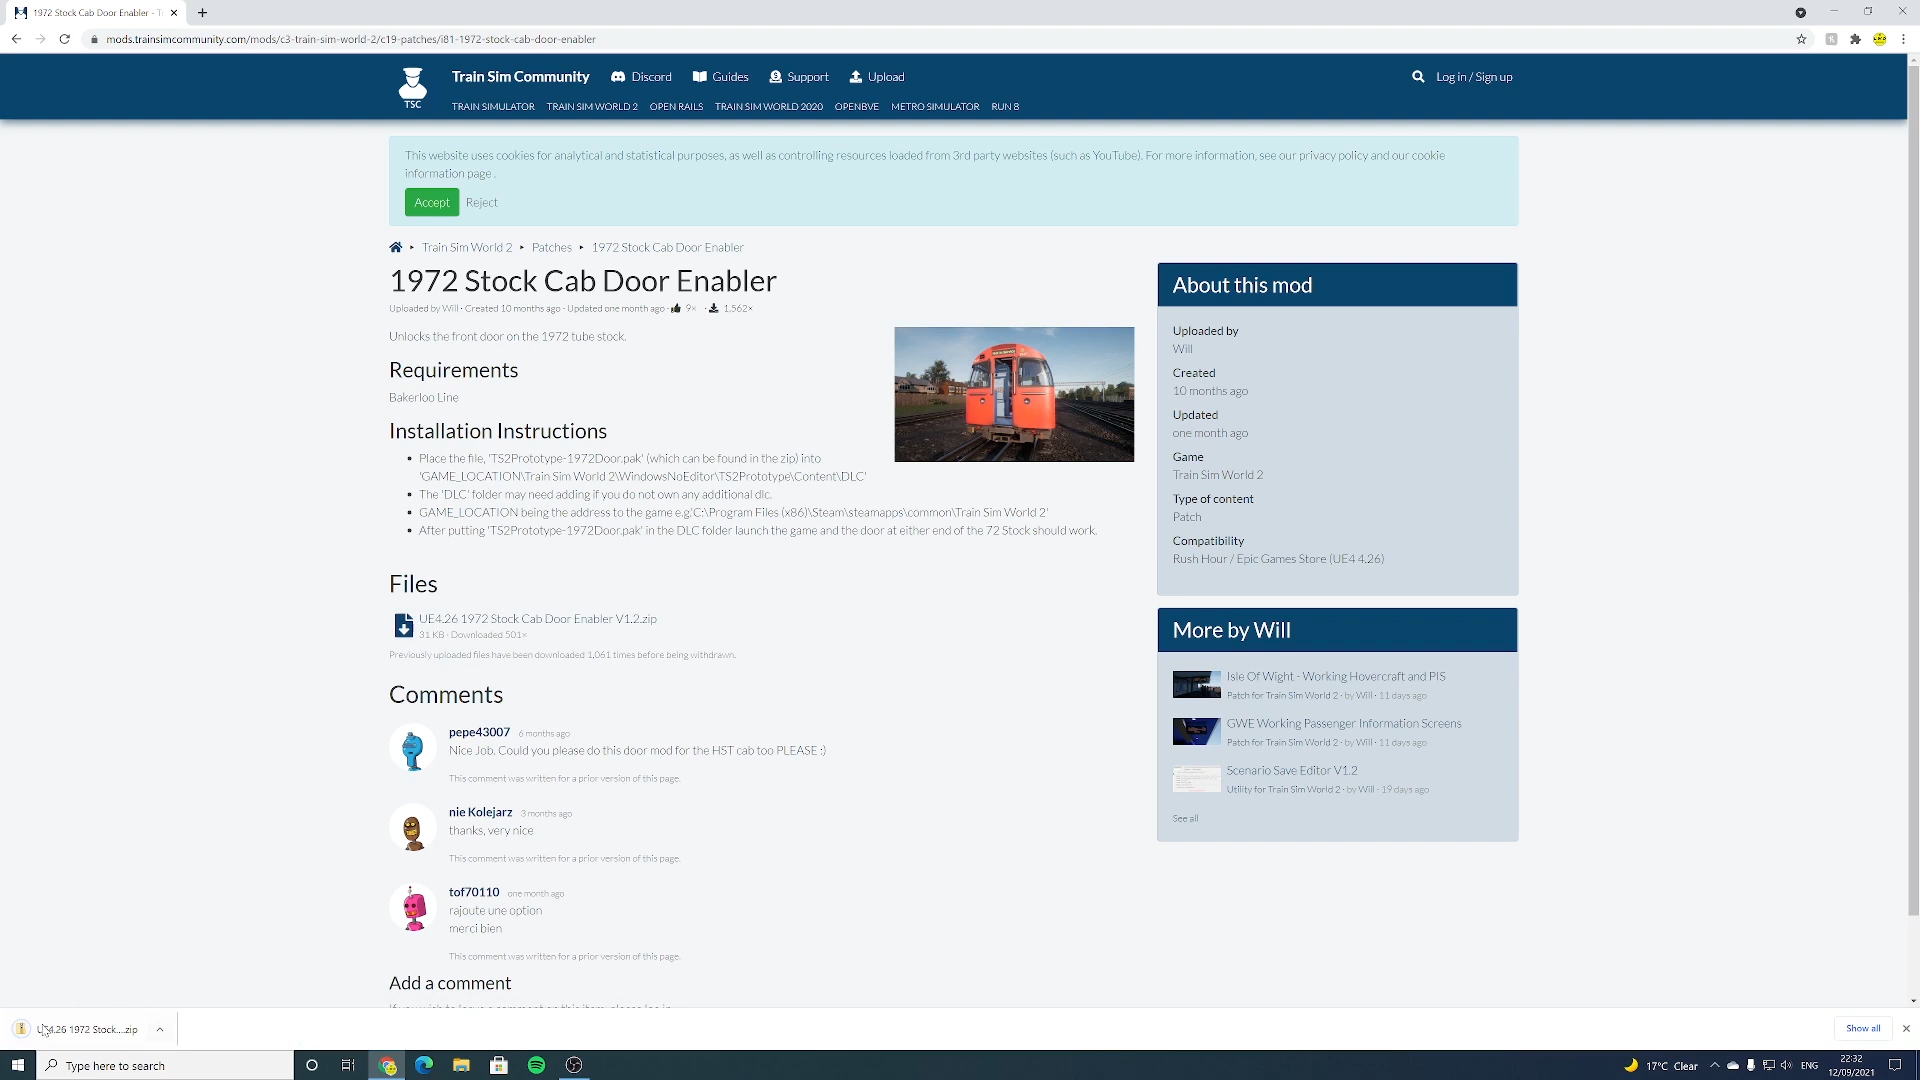 1972 Stock Cab Door Enabler - T
mods.trainsimcommunity.com/mods/c3-train-sim-world-2/c19-patches/i81-1972-stock-cab-door-enabler
Train Sim Community
Discord
Guides
Support
Upload
Log in / Sign up
TSC
TRAIN SIMULATOR
TRAIN SIM WORLD 2
OPEN RAILS
TRAIN SIM WORLD 2020
OPENBVE
METRO SIMULATOR
RUN 8
This website uses cookies for analytical and statistical purposes, as well as controlling resources loaded from 3rd party websites (such as YouTube). For more information, see our privacy policy and our cookie
information page .
Accept
Reject
Train Sim World 2 ▸ Patches ▸ 1972 Stock Cab Door Enabler
1972 Stock Cab Door Enabler
Uploaded by Will · Created 10 months ago · Updated one month ago · 9× · 1,562×
Unlocks the front door on the 1972 tube stock.
Requirements
Bakerloo Line
Installation Instructions
• Place the file, 'TS2Prototype-1972Door.pak' (which can be found in the zip) into
'GAME_LOCATION\Train Sim World 2\WindowsNoEditor\TS2Prototype\Content\DLC'
• The 'DLC' folder may need adding if you do not own any additional dlc.
• GAME_LOCATION being the address to the game e.g.'C:\Program Files (x86)\Steam\steamapps\common\Train Sim World 2'
• After putting 'TS2Prototype-1972Door.pak' in the DLC folder launch the game and the door at either end of the 72 Stock should work.
Files
UE4.26 1972 Stock Cab Door Enabler V1.2.zip
31 KB · Downloaded 501×
Previously uploaded files have been downloaded 1,061 times before being withdrawn.
Comments
pepe43007 6 months ago
Nice Job. Could you please do this door mod for the HST cab too PLEASE :)
This comment was written for a prior version of this page.
nie Kolejarz 3 months ago
thanks, very nice
This comment was written for a prior version of this page.
tof70110 one month ago
rajoute une option
merci bien
This comment was written for a prior version of this page.
Add a comment
About this mod
Uploaded by
Will
Created
10 months ago
Updated
one month ago
Game
Train Sim World 2
Type of content
Patch
Compatibility
Rush Hour / Epic Games Store (UE4 4.26)
More by Will
Isle Of Wight - Working Hovercraft and PIS
Patch for Train Sim World 2 · by Will · 11 days ago
GWE Working Passenger Information Screens
Patch for Train Sim World 2 · by Will · 11 days ago
Scenario Save Editor V1.2
Utility for Train Sim World 2 · by Will · 19 days ago
See all
UE4.26 1972 Stock....zip
Show all
Type here to search
17°C Clear
ENG
22:32
12/09/2021